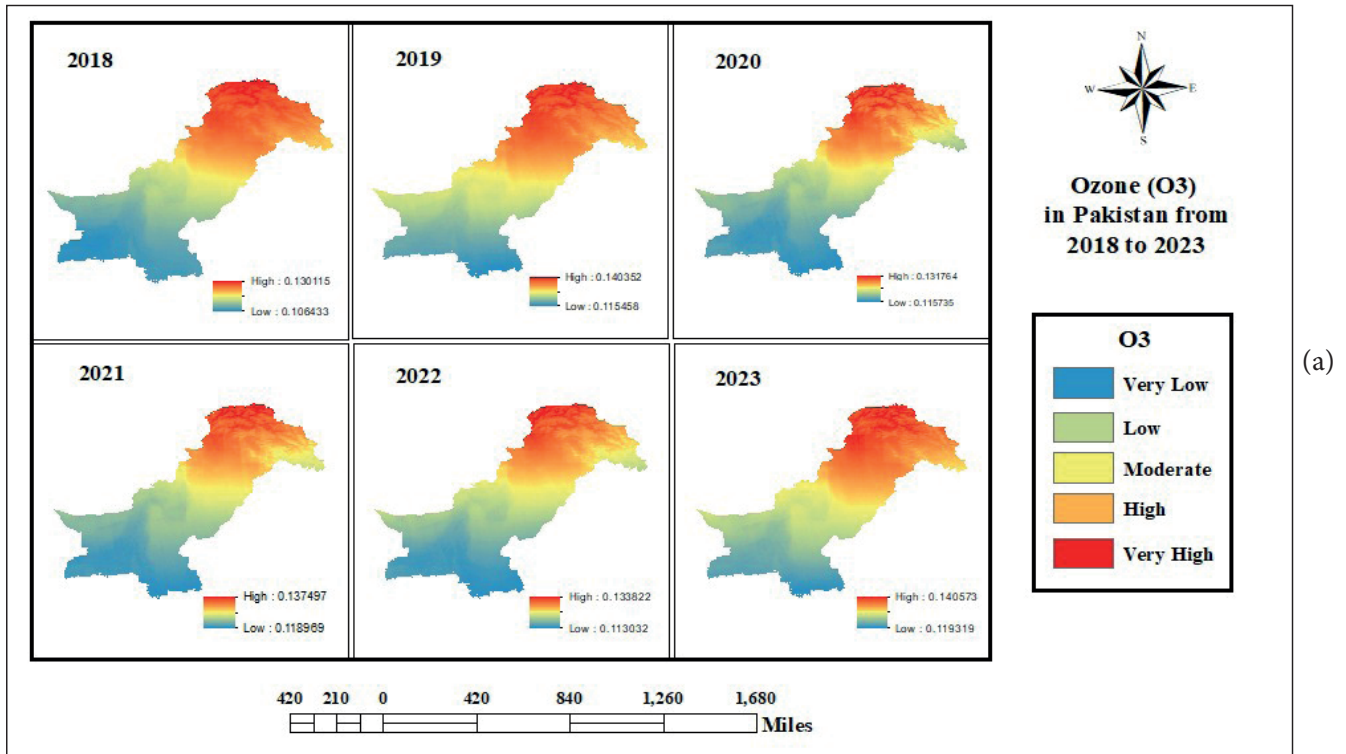 2018
High : 0.130115
Low : 0.106433
2019
High : 0.140352
Low : 0.115458
2020
High : 0.131764
Low : 0.115735
2021
High : 0.137497
Low : 0.118969
2022
High : 0.133822
Low : 0.113032
2023
High : 0.140573
Low : 0.119319
N
W
E
S
Ozone (O3)
in Pakistan from
2018 to 2023
O3
Very Low
Low
Moderate
High
Very High
(a)
420 210 0 420 840 1,260 1,680
Miles